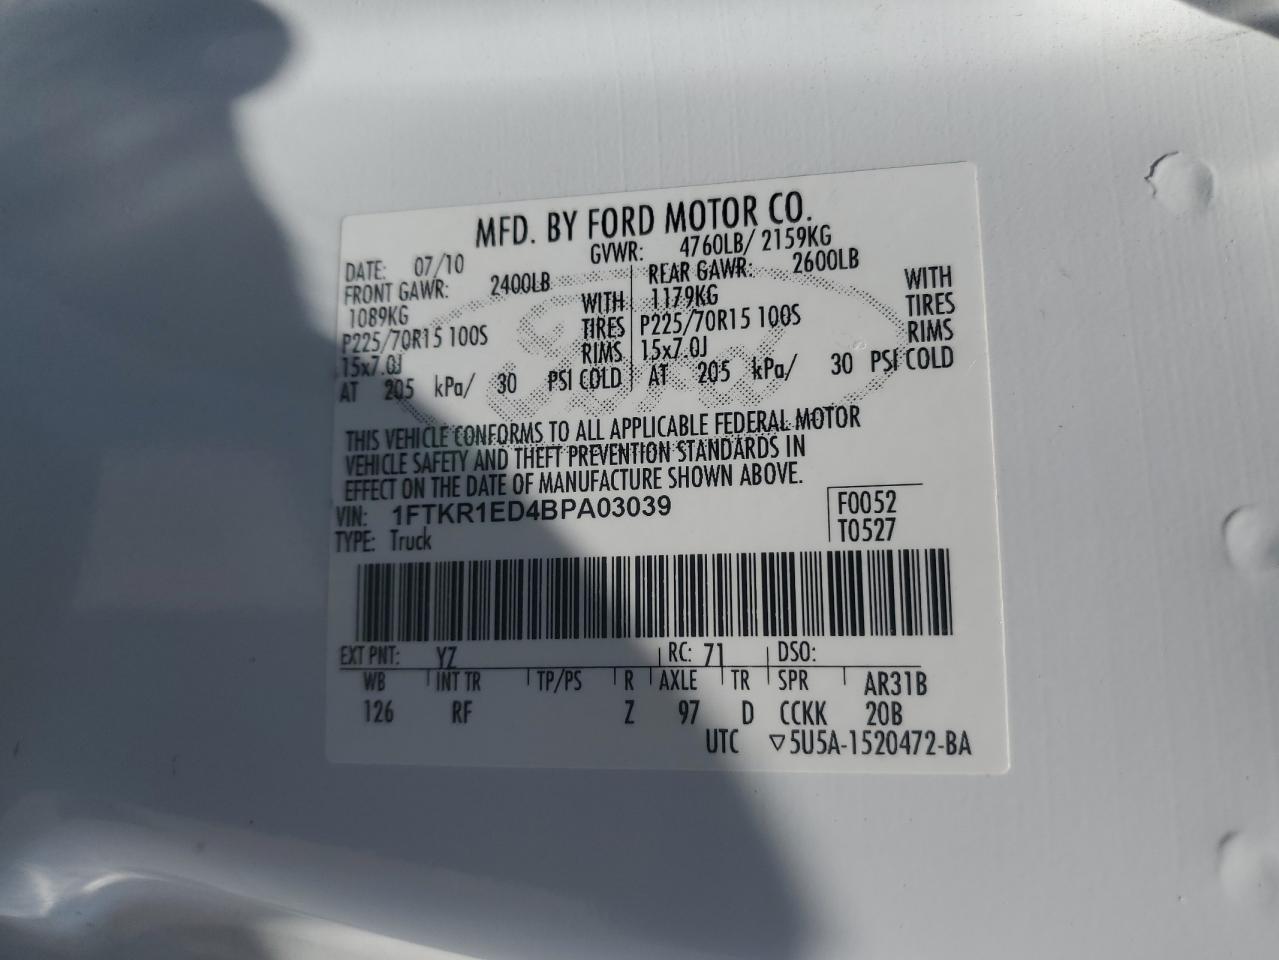 MFD. BY FORD MOTOR CO.
DATE: 07/10 GVWR: 4760LB/ 2159KG
FRONT GAWR: 2400LB
1089KG WITH
P225/70R15 100S TIRES
15x7.0J RIMS
AT 205 kPa/ 30 PSI COLD
REAR GAWR: 2600LB
1179KG WITH
P225/70R15 100S TIRES
15x7.0J RIMS
AT 205 kPa/ 30 PSI COLD
THIS VEHICLE CONFORMS TO ALL APPLICABLE FEDERAL MOTOR
VEHICLE SAFETY AND THEFT PREVENTION STANDARDS IN
EFFECT ON THE DATE OF MANUFACTURE SHOWN ABOVE.
VIN: 1FTKR1ED4BPA03039
TYPE: Truck
F0052
T0527
EXT PNT: YZ RC: 71 DSO:
WB INT TR TP/PS R AXLE TR SPR AR31B
126 RF Z 97 D CCKK 20B
UTC ▽5U5A-1520472-BA